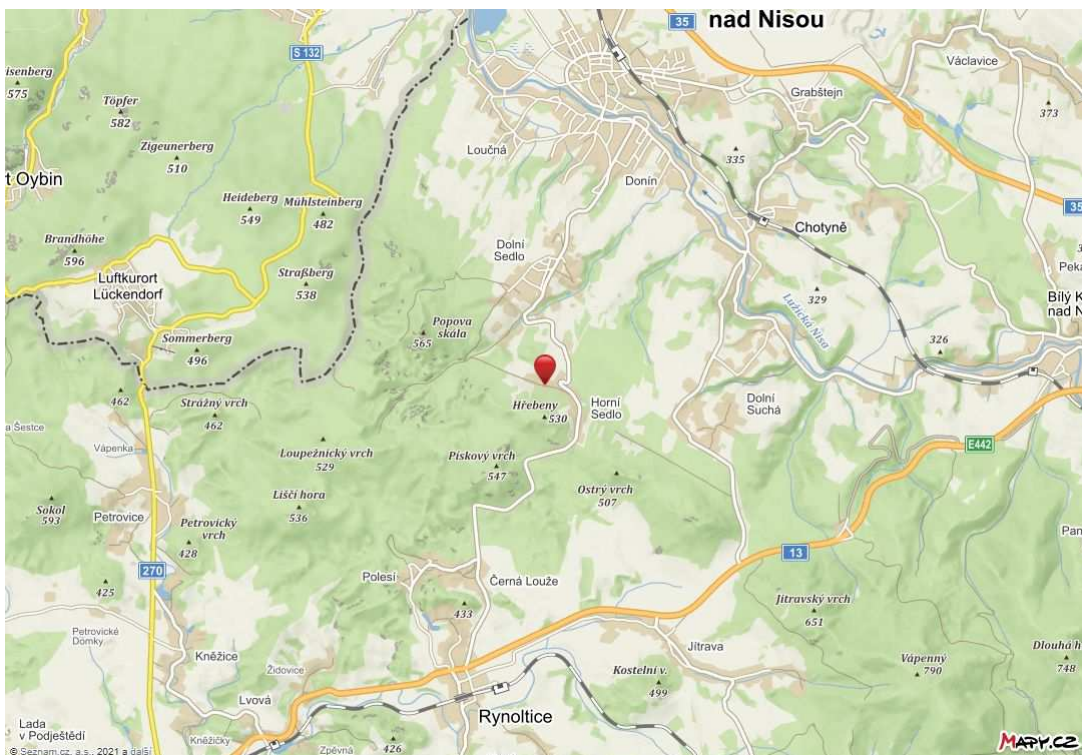 nad Nisou
35
S 132
Václavice
isenberg
575
Töpfer
582
Grabštejn
373
Zigeunerberg
510
Loučná
335
t Oybin
Donín
Heideberg
549
Mühlsteinberg
482
35
Chotyně
Brandhöhe
596
Dolní
Sedlo
Luftkurort
Lückendorf
Straßberg
538
Peka
329
Lužická Nisa
Bílý K
nad N
Popova
skála
565
Sommerberg
496
326
462
Strážný vrch
462
Hřebeny
530
Horní
Sedlo
Dolní
Suchá
a Šestce
Vápenka
Loupežnický vrch
529
Pískový vrch
547
E442
Sokol
593
Liščí hora
536
Ostrý vrch
507
Petrovice
Petrovický
vrch
428
Pan
13
270
Polesí
Černá Louže
425
433
Jítravský vrch
651
Petrovické
Domky
Jítrava
Kněžice
Židovice
Kostelní v.
499
Vápenný
790
Dlouhá h
748
Lvová
Rynoltice
Lada
v Podještědí
Kněžičky
Zpěvná
426
© Seznam.cz, a.s., 2021 a další
MAPY.CZ